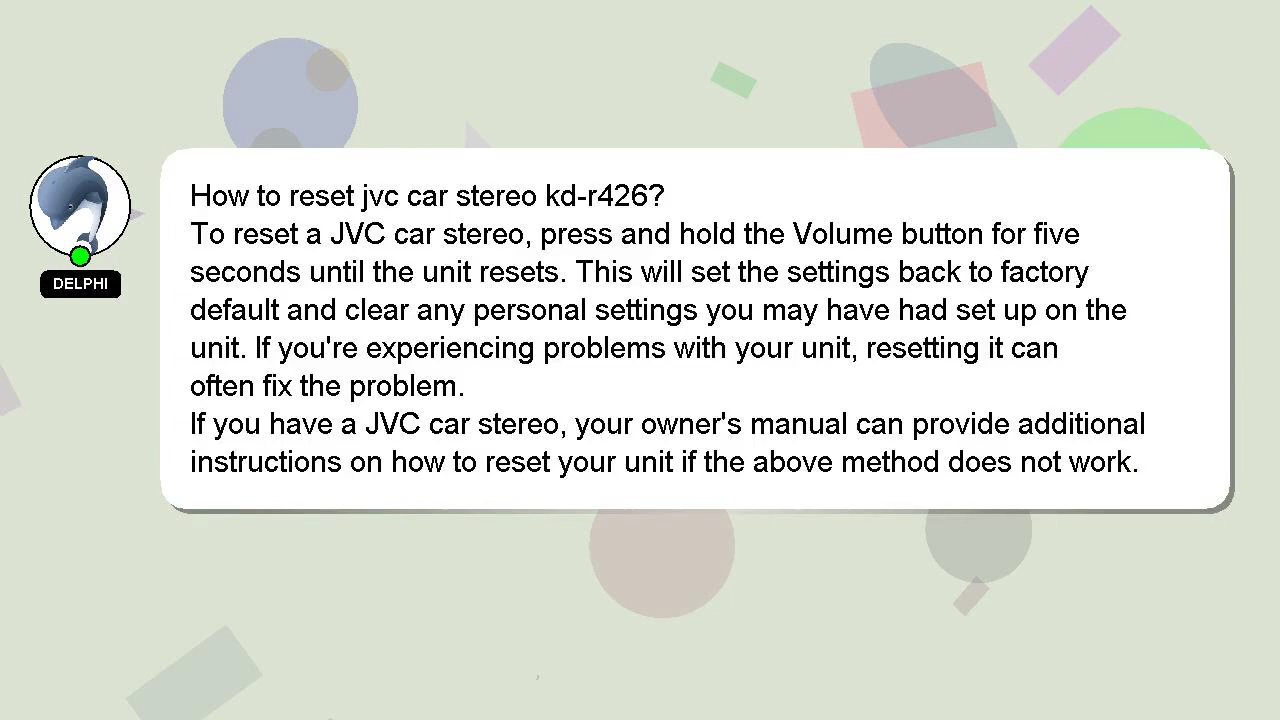 How to reset jvc car stereo kd-r426?
To reset a JVC car stereo, press and hold the Volume button for five
seconds until the unit resets. This will set the settings back to factory
default and clear any personal settings you may have had set up on the
unit. If you're experiencing problems with your unit, resetting it can
often fix the problem.
If you have a JVC car stereo, your owner's manual can provide additional
instructions on how to reset your unit if the above method does not work.
DELPHI